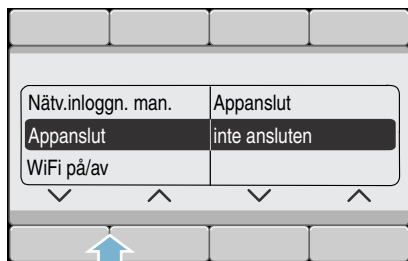 Nätv.inloggn. man.
Appanslut
Appanslut
inte ansluten
WiFi på/av